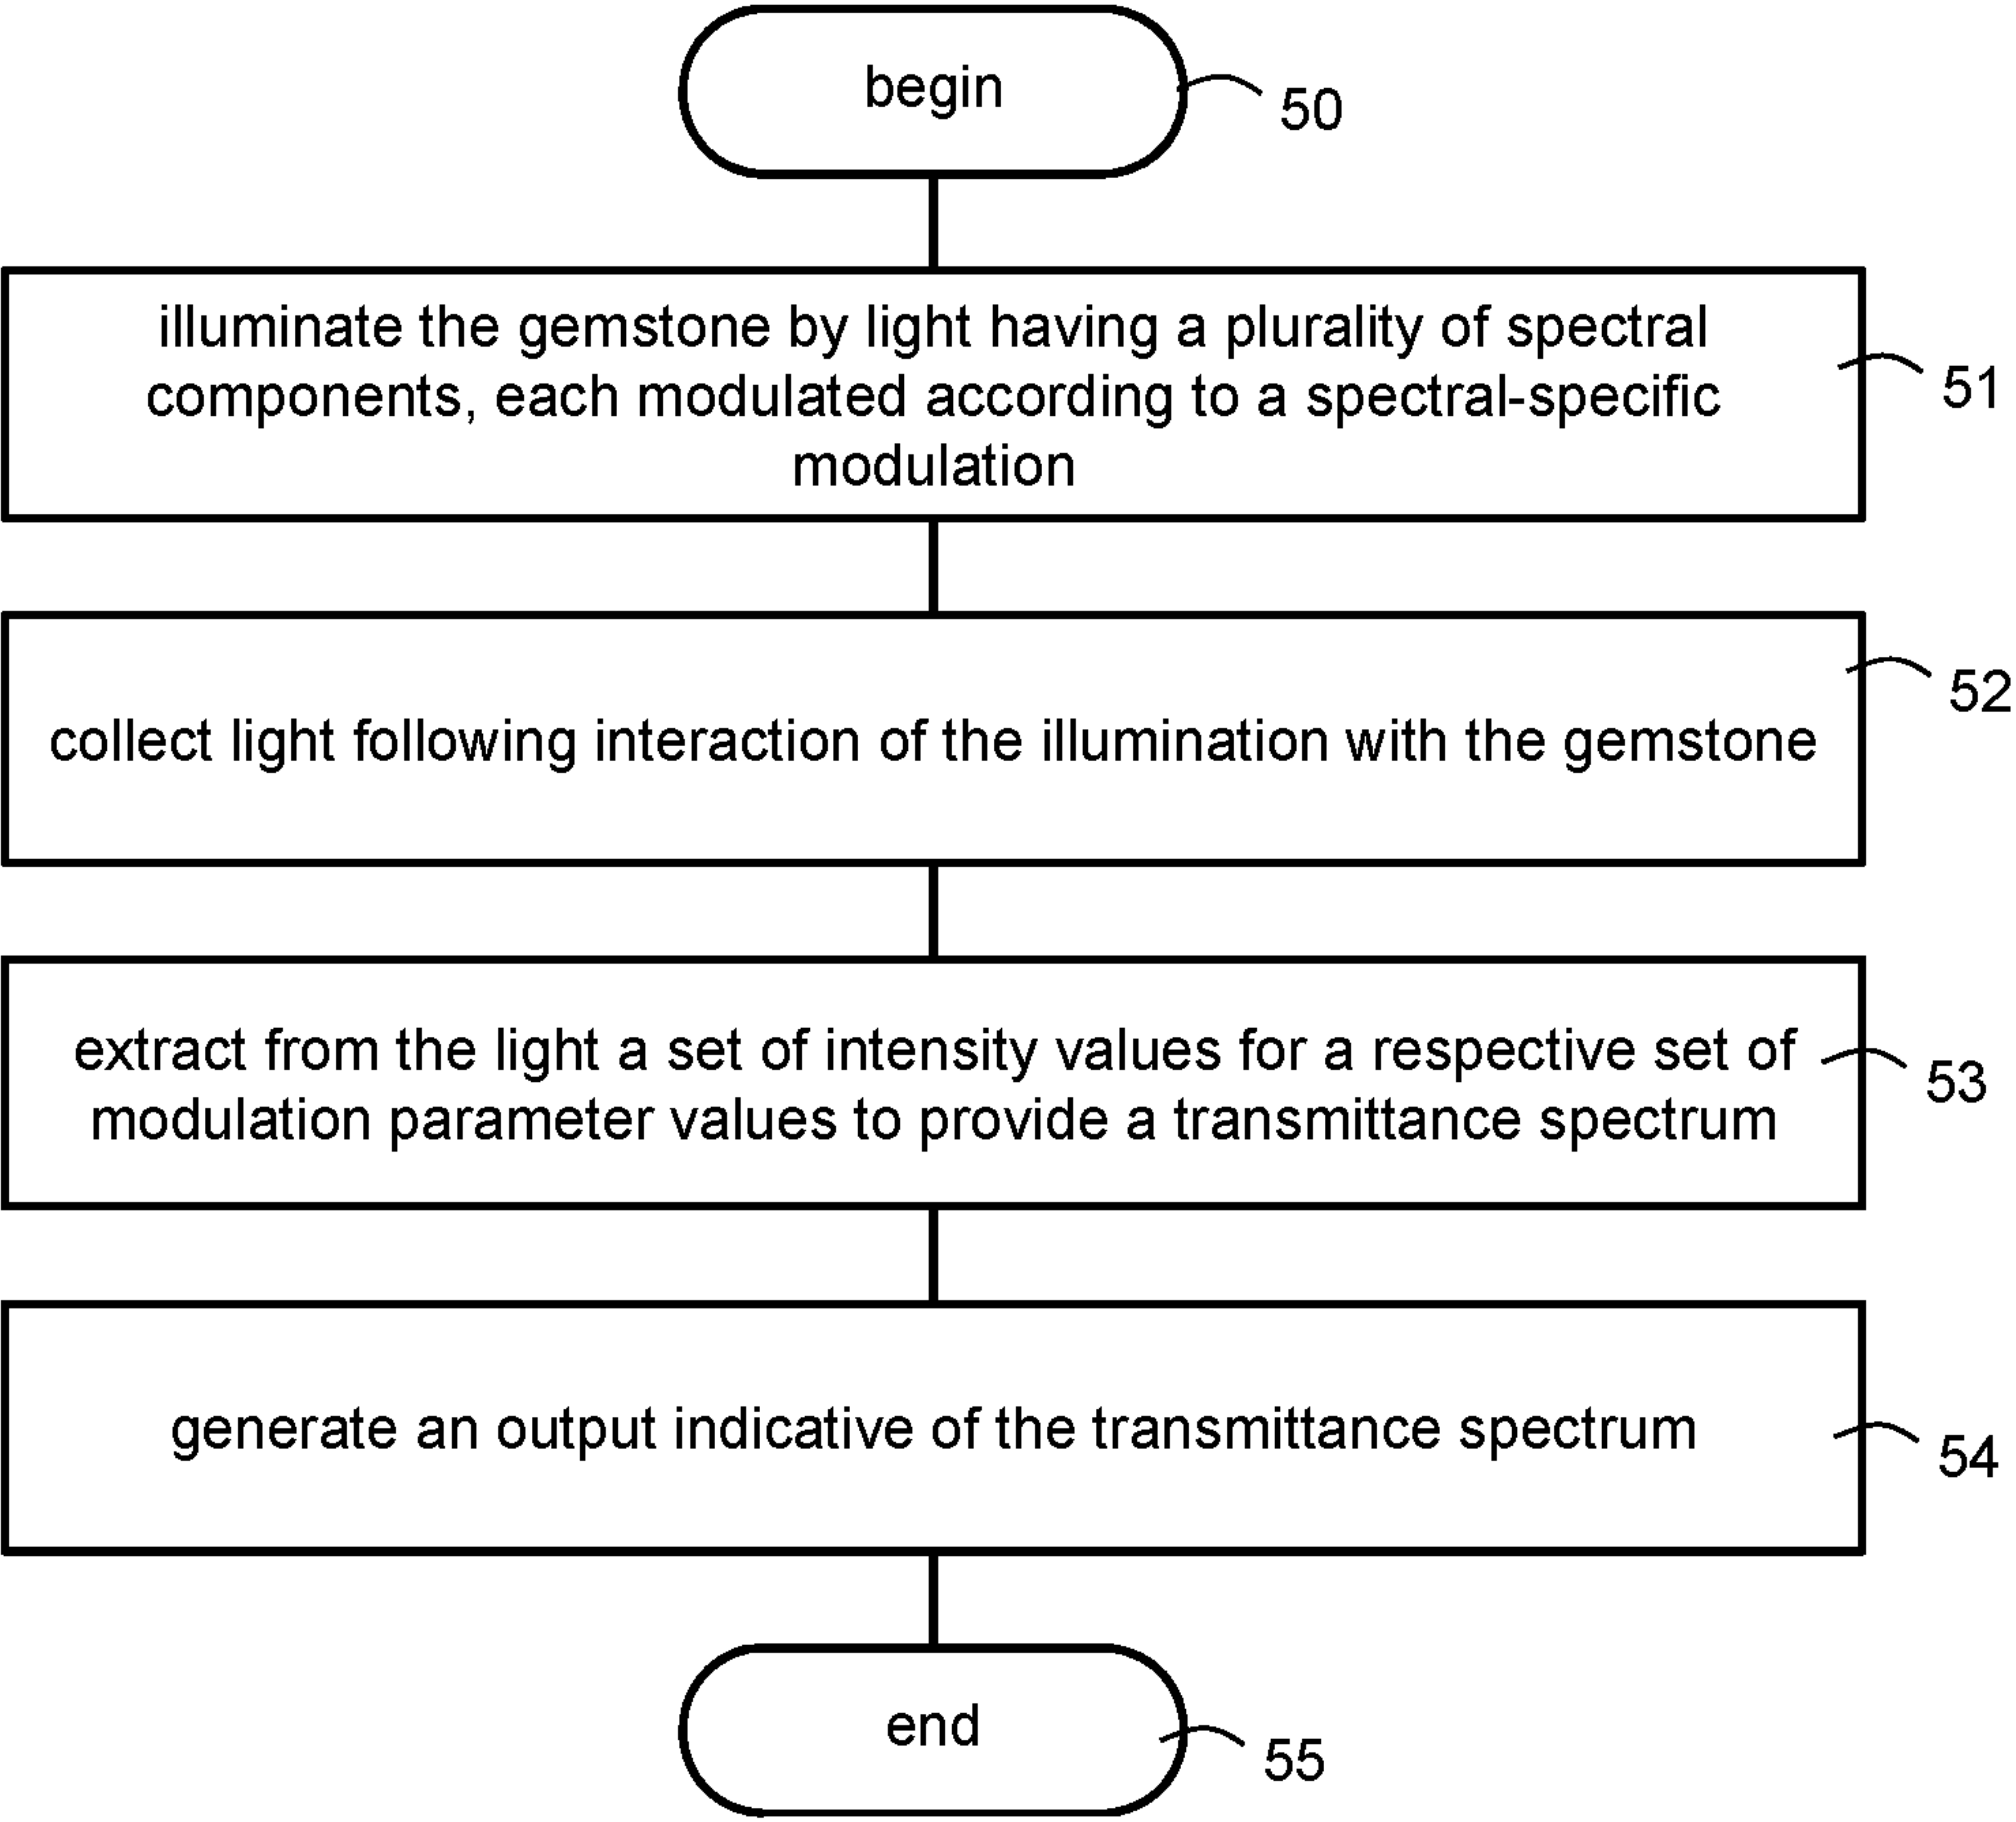 begin
50
illuminate the gemstone by light having a plurality of spectral
components, each modulated according to a spectral-specific
modulation
51
52
collect light following interaction of the illumination with the gemstone
extract from the light a set of intensity values for a respective set of
modulation parameter values to provide a transmittance spectrum
53
generate an output indicative of the transmittance spectrum
54
end
55